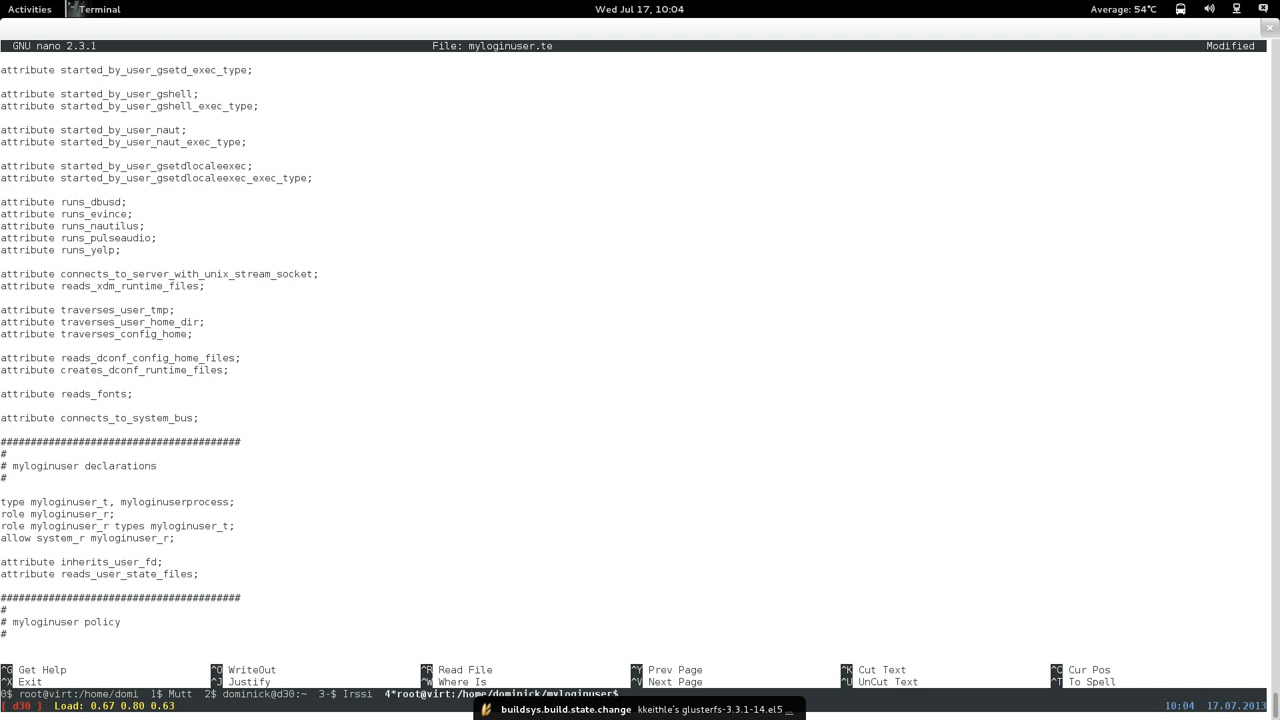 Activities Terminal Wed Jul 17, 10:04 Average: 54°C
GNU nano 2.3.1 File: myloginuser.te Modified
attribute started_by_user_gsetd_exec_type;
attribute started_by_user_gshell;
attribute started_by_user_gshell_exec_type;
attribute started_by_user_naut;
attribute started_by_user_naut_exec_type;
attribute started_by_user_gsetdlocaleexec;
attribute started_by_user_gsetdlocaleexec_exec_type;
attribute runs_dbusd;
attribute runs_evince;
attribute runs_nautilus;
attribute runs_pulseaudio;
attribute runs_yelp;
attribute connects_to_server_with_unix_stream_socket;
attribute reads_xdm_runtime_files;
attribute traverses_user_tmp;
attribute traverses_user_home_dir;
attribute traverses_config_home;
attribute reads_dconf_config_home_files;
attribute creates_dconf_runtime_files;
attribute reads_fonts;
attribute connects_to_system_bus;
########################################
#
# myloginuser declarations
#
type myloginuser_t, myloginuserprocess;
role myloginuser_r;
role myloginuser_r types myloginuser_t;
allow system_r myloginuser_r;
attribute inherits_user_fd;
attribute reads_user_state_files;
########################################
#
# myloginuser policy
#
^G Get Help ^O WriteOut ^R Read File ^Y Prev Page ^K Cut Text ^C Cur Pos
^X Exit ^J Justify ^W Where Is ^V Next Page ^U UnCut Text ^T To Spell
0$ root@virt:/home/domi 1$ Mutt 2$ dominick@d30:~ 3-$ Irssi 4*root@virt:/home/dominick/myloginuser$
[ d30 ] Load: 0.67 0.80 0.63 buildsys.build.state.change kkeithle's glusterfs-3.3.1-14.el5 ... 10:04 17.07.2013